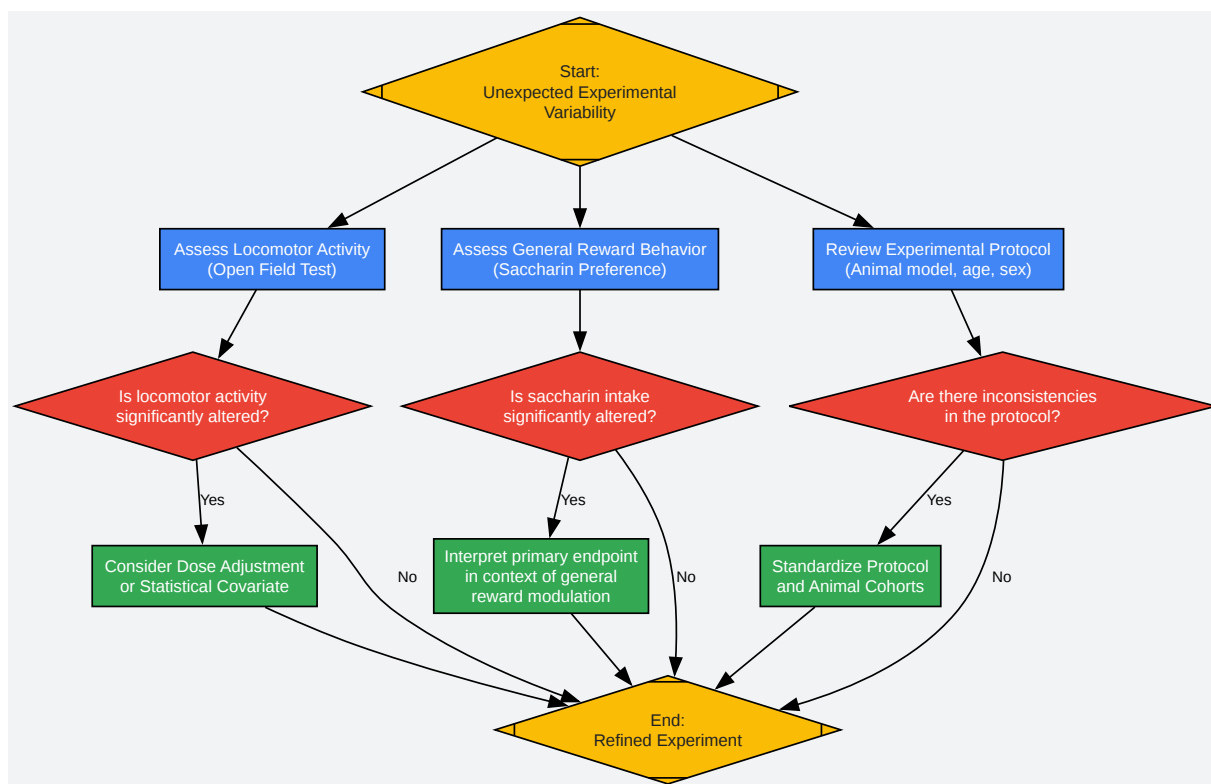 Start:
Unexpected Experimental
Variability
Assess Locomotor Activity
(Open Field Test)
Assess General Reward Behavior
(Saccharin Preference)
Review Experimental Protocol
(Animal model, age, sex)
Is locomotor activity
significantly altered?
Is saccharin intake
significantly altered?
Are there inconsistencies
in the protocol?
Yes
Yes
Yes
Consider Dose Adjustment
or Statistical Covariate
No
Interpret primary endpoint
in context of general
reward modulation
No
Standardize Protocol
and Animal Cohorts
No
End:
Refined Experiment